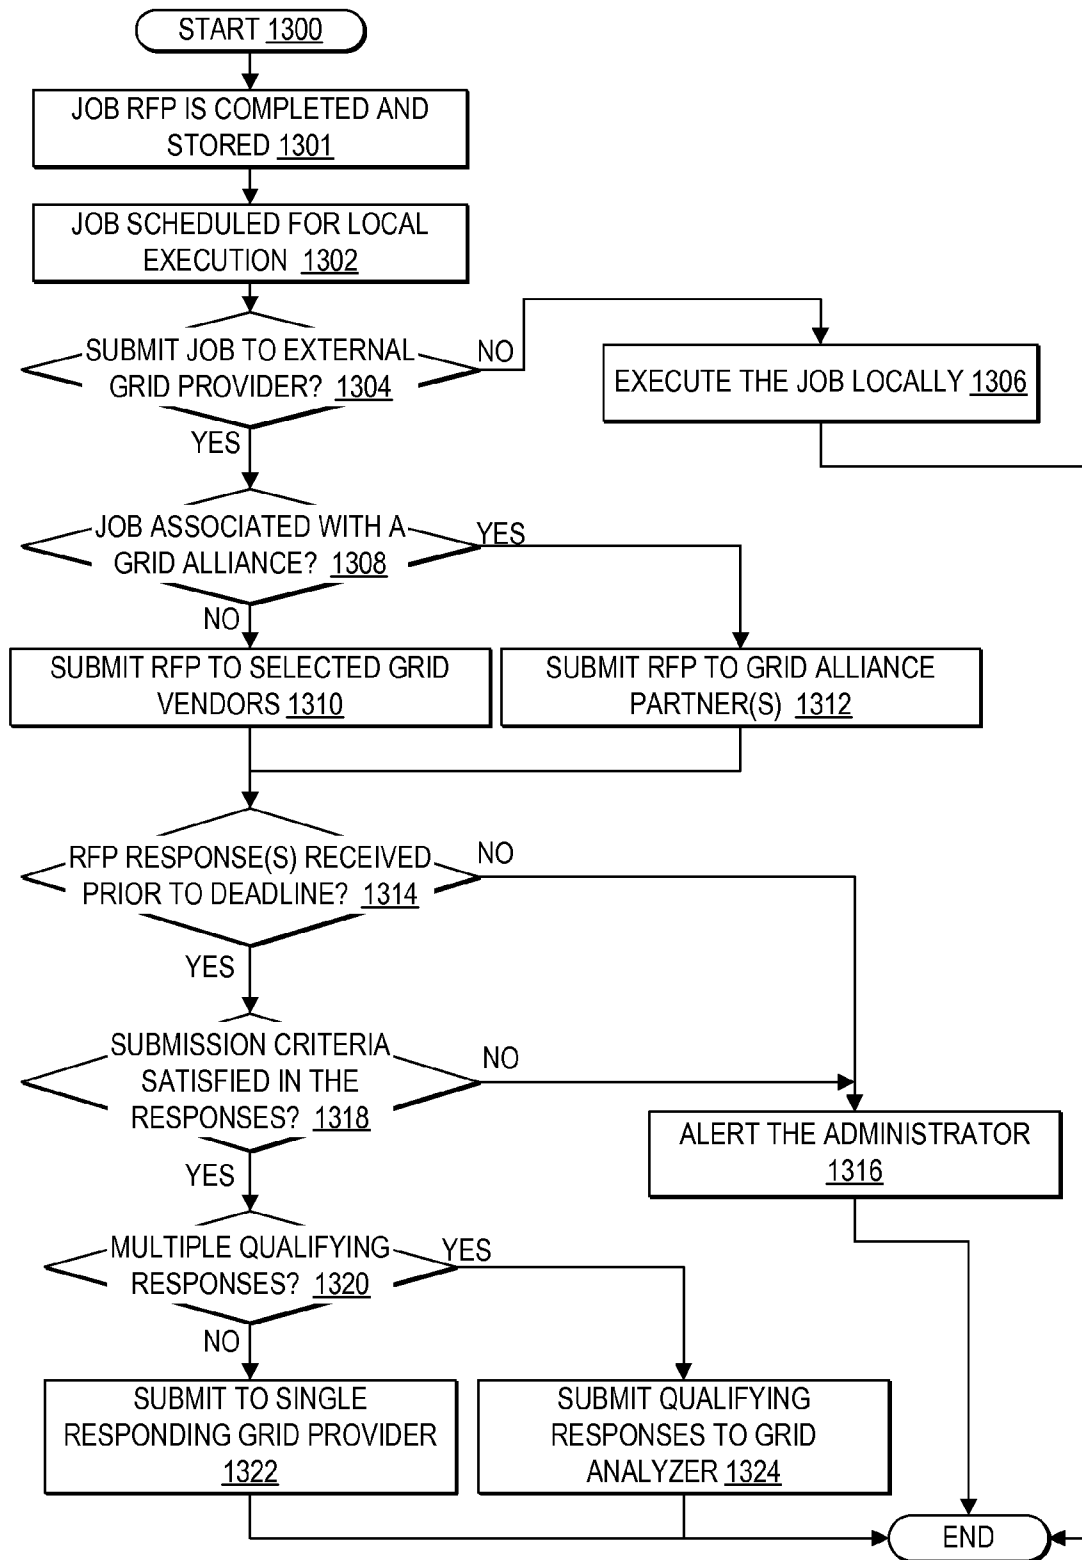 START 1300
JOB RFP IS COMPLETED AND
STORED 1301
JOB SCHEDULED FOR LOCAL
EXECUTION 1302
SUBMIT JOB TO EXTERNAL
GRID PROVIDER? 1304
NO
EXECUTE THE JOB LOCALLY 1306
YES
JOB ASSOCIATED WITH A
GRID ALLIANCE? 1308
YES
NO
SUBMIT RFP TO SELECTED GRID
VENDORS 1310
SUBMIT RFP TO GRID ALLIANCE
PARTNER(S) 1312
RFP RESPONSE(S) RECEIVED
PRIOR TO DEADLINE? 1314
NO
YES
SUBMISSION CRITERIA
SATISFIED IN THE
RESPONSES? 1318
NO
ALERT THE ADMINISTRATOR
1316
YES
MULTIPLE QUALIFYING
RESPONSES? 1320
YES
NO
SUBMIT TO SINGLE
RESPONDING GRID PROVIDER
1322
SUBMIT QUALIFYING
RESPONSES TO GRID
ANALYZER 1324
END